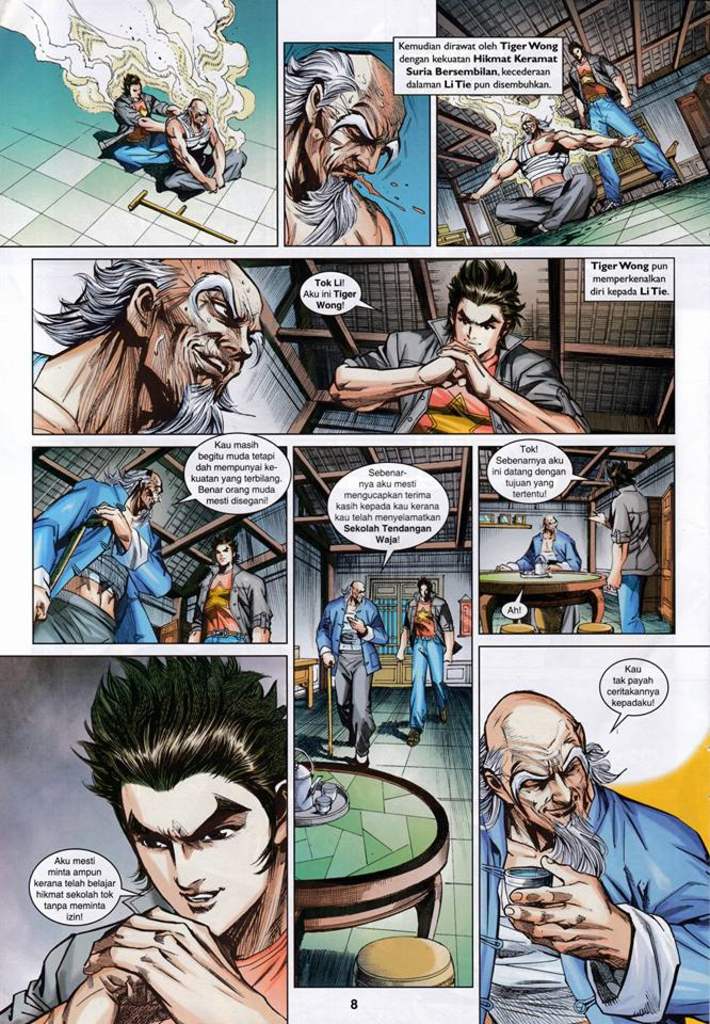 Kemudian dirawat oleh Tiger Wong
dengan kekuatan Hikmat Keramat
Suria Bersembilan, kecederaan
dalaman Li Tie pun disembuhkan.
Tok Li!
Aku ini Tiger
Wong!
Tiger Wong pun
memperkenalkan
diri kepada Li Tie.
Kau masih
begitu muda tetapi
dah mempunyai ke-
kuatan yang terbilang.
Benar orang muda
mesti disegani!
Sebenar-
nya aku mesti
mengucapkan terima
kasih kepada kau kerana
kau telah menyelamatkan
Sekolah Tendangan
Waja!
Tok!
Sebenarnya aku
ini datang dengan
tujuan yang
tertentu!
Ah!
Aku mesti
minta ampun
kerana telah belajar
hikmat sekolah tok
tanpa meminta
izin!
Kau
tak payah
ceritakannya
kepadaku!
8